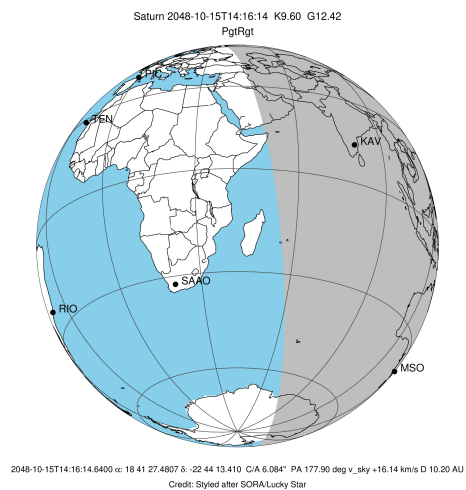 Saturn 2048-10-15T14:16:14 K9.60 G12.42
PgtRgt
TEN
KAV
SAAO
RIO
MSO
2048-10-15T14:16:14.6400 α: 18 41 27.4807 δ: -22 44 13.410 C/A 6.084" PA 177.90 deg v_sky +16.14 km/s D 10.20 AU
Credit: Styled after SORA/Lucky Star